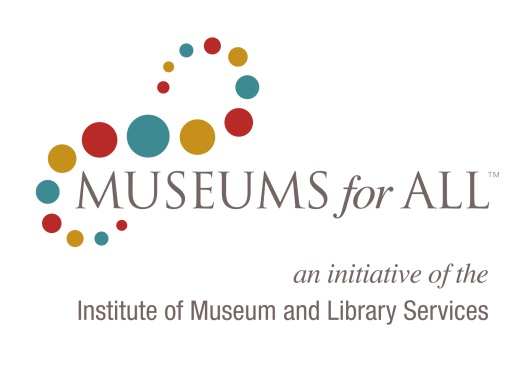 MUSEUMS for ALL™
an initiative of the
Institute of Museum and Library Services